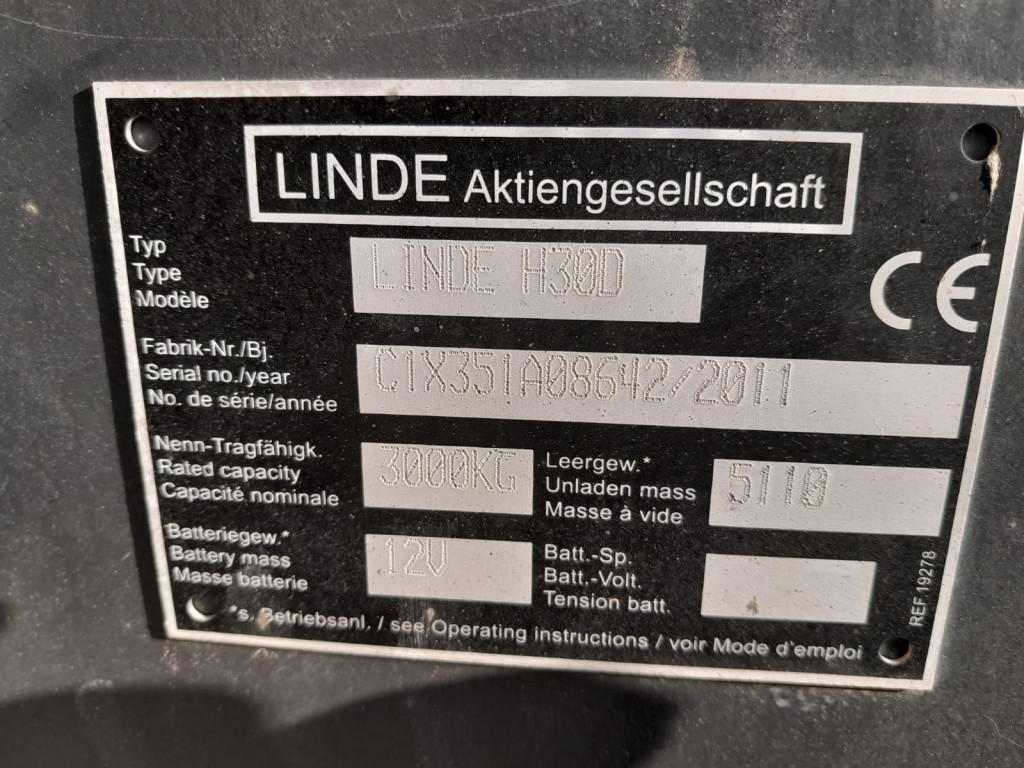 LINDE Aktiengesellschaft
Typ
Type
Modèle
LINDE H30D
CE
Fabrik-Nr./Bj.
Serial no./year
No. de série/année
C1X351A08642/2011
Nenn-Tragfähigk.
Rated capacity
Capacité nominale
3000KG
Leergew.*
Unladen mass
Masse à vide
5110
Batteriegew.*
Battery mass
Masse batterie
12V
Batt.-Sp.
Batt.-Volt.
Tension batt.
REF.19278
*s. Betriebsanl. / see Operating instructions / voir Mode d'emploi